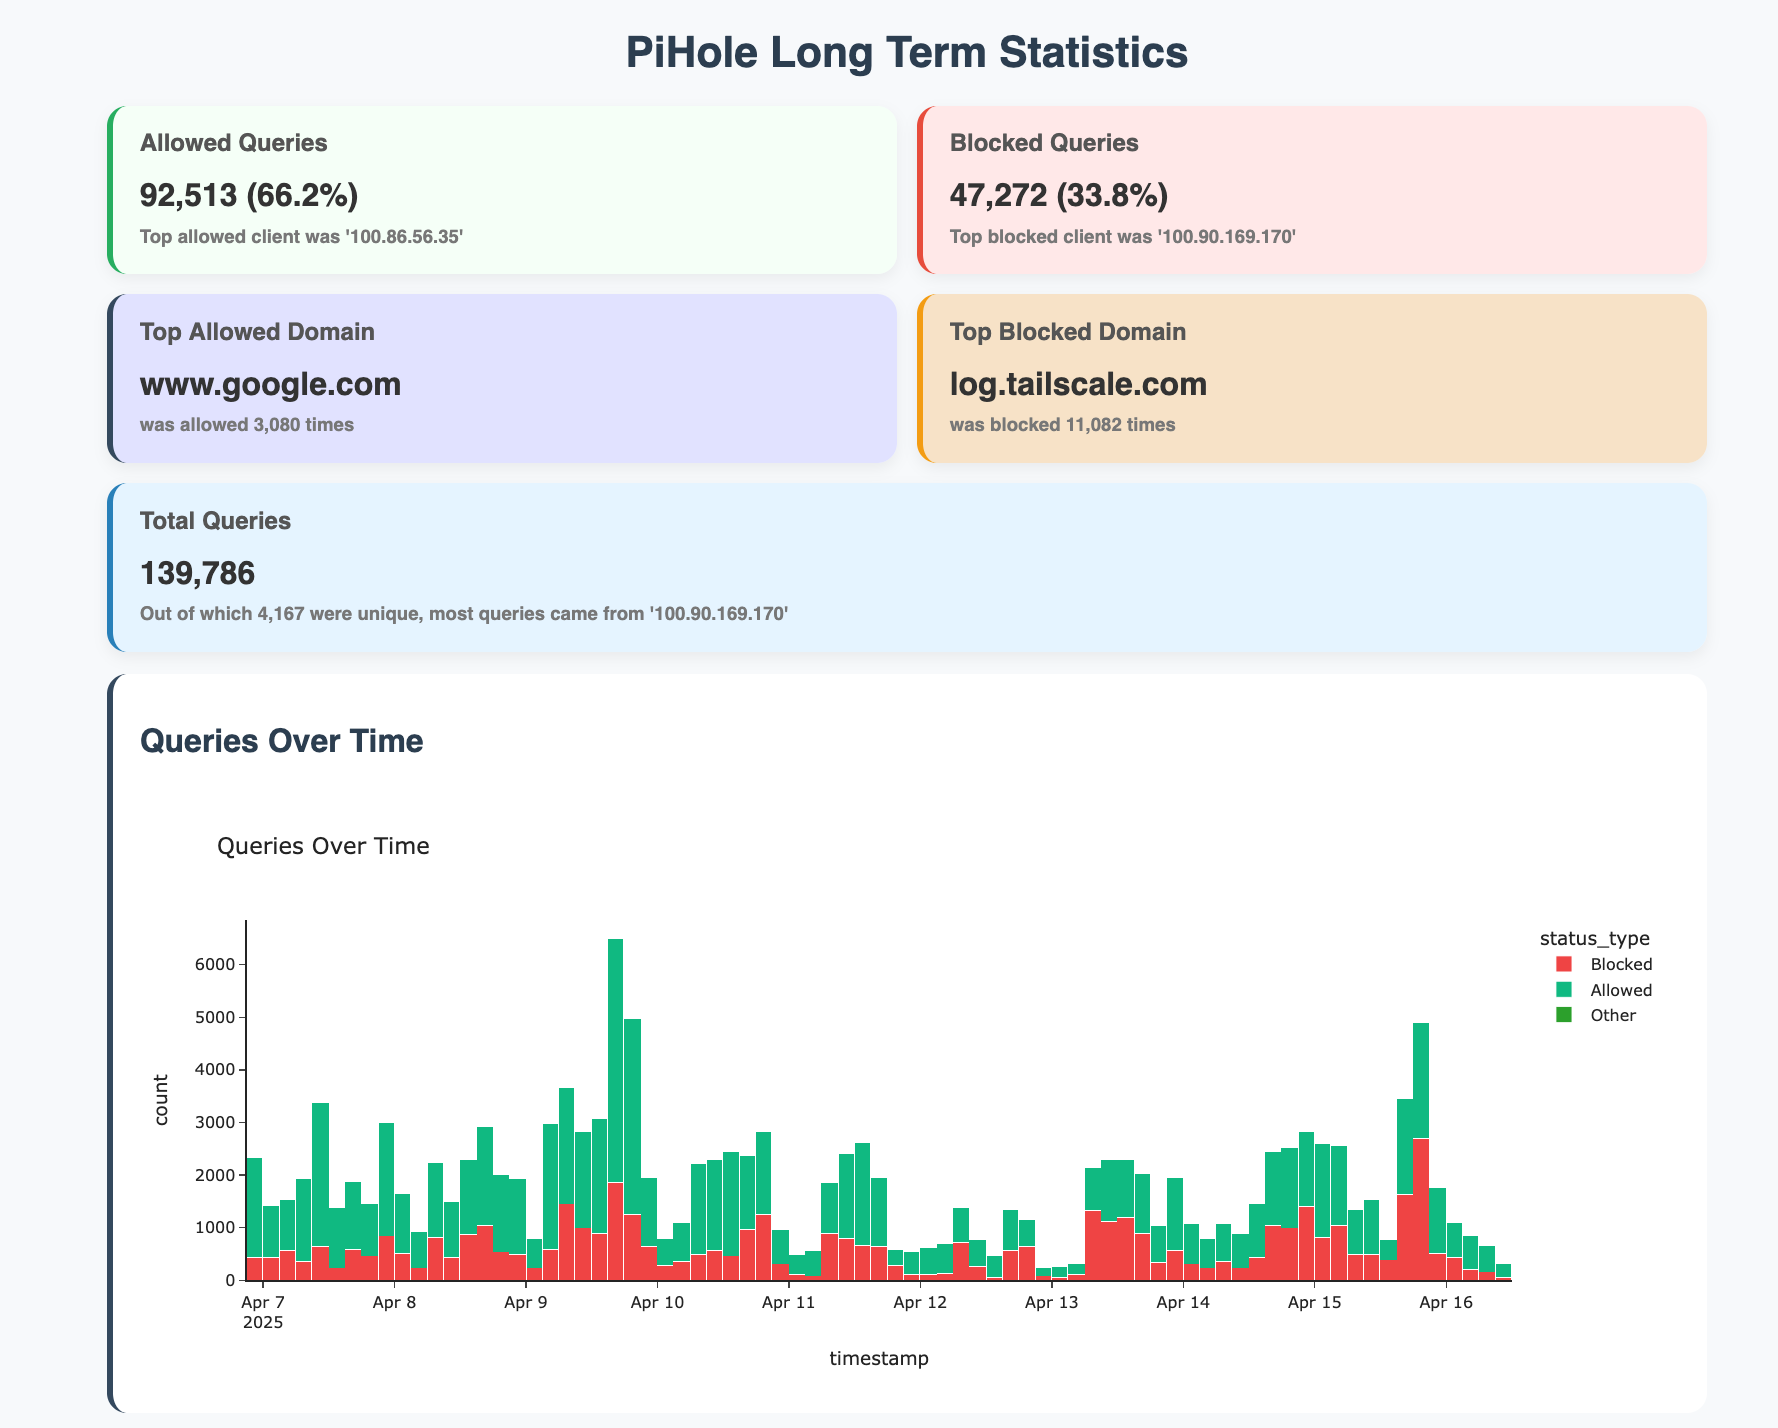 PiHole Long Term Statistics
Allowed Queries
92,513 (66.2%)
Top allowed client was '100.86.56.35'
Blocked Queries
47,272 (33.8%)
Top blocked client was '100.90.169.170'
Top Allowed Domain
www.google.com
was allowed 3,080 times
Top Blocked Domain
log.tailscale.com
was blocked 11,082 times
Total Queries
139,786
Out of which 4,167 were unique, most queries came from '100.90.169.170'
Queries Over Time
Queries Over Time
status_type
Blocked
Allowed
Other
count
6000
5000
4000
3000
2000
1000
0
Apr 7 Apr 8 Apr 9 Apr 10 Apr 11 Apr 12 Apr 13 Apr 14 Apr 15 Apr 16
2025
timestamp